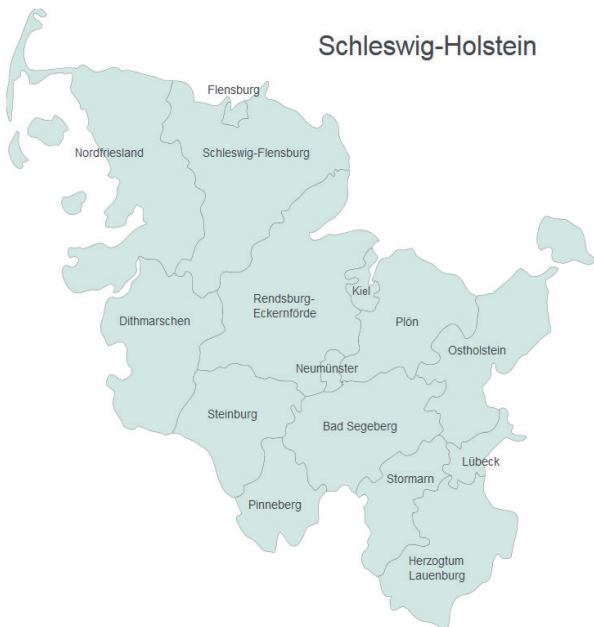 Schleswig-Holstein
Flensburg
Nordfriesland
Schleswig-Flensburg
Kiel
Rendsburg-
Eckernförde
Dithmarschen
Plön
Ostholstein
Neumünster
Steinburg
Bad Segeberg
Lübeck
Stormarn
Pinneberg
Herzogtum
Lauenburg